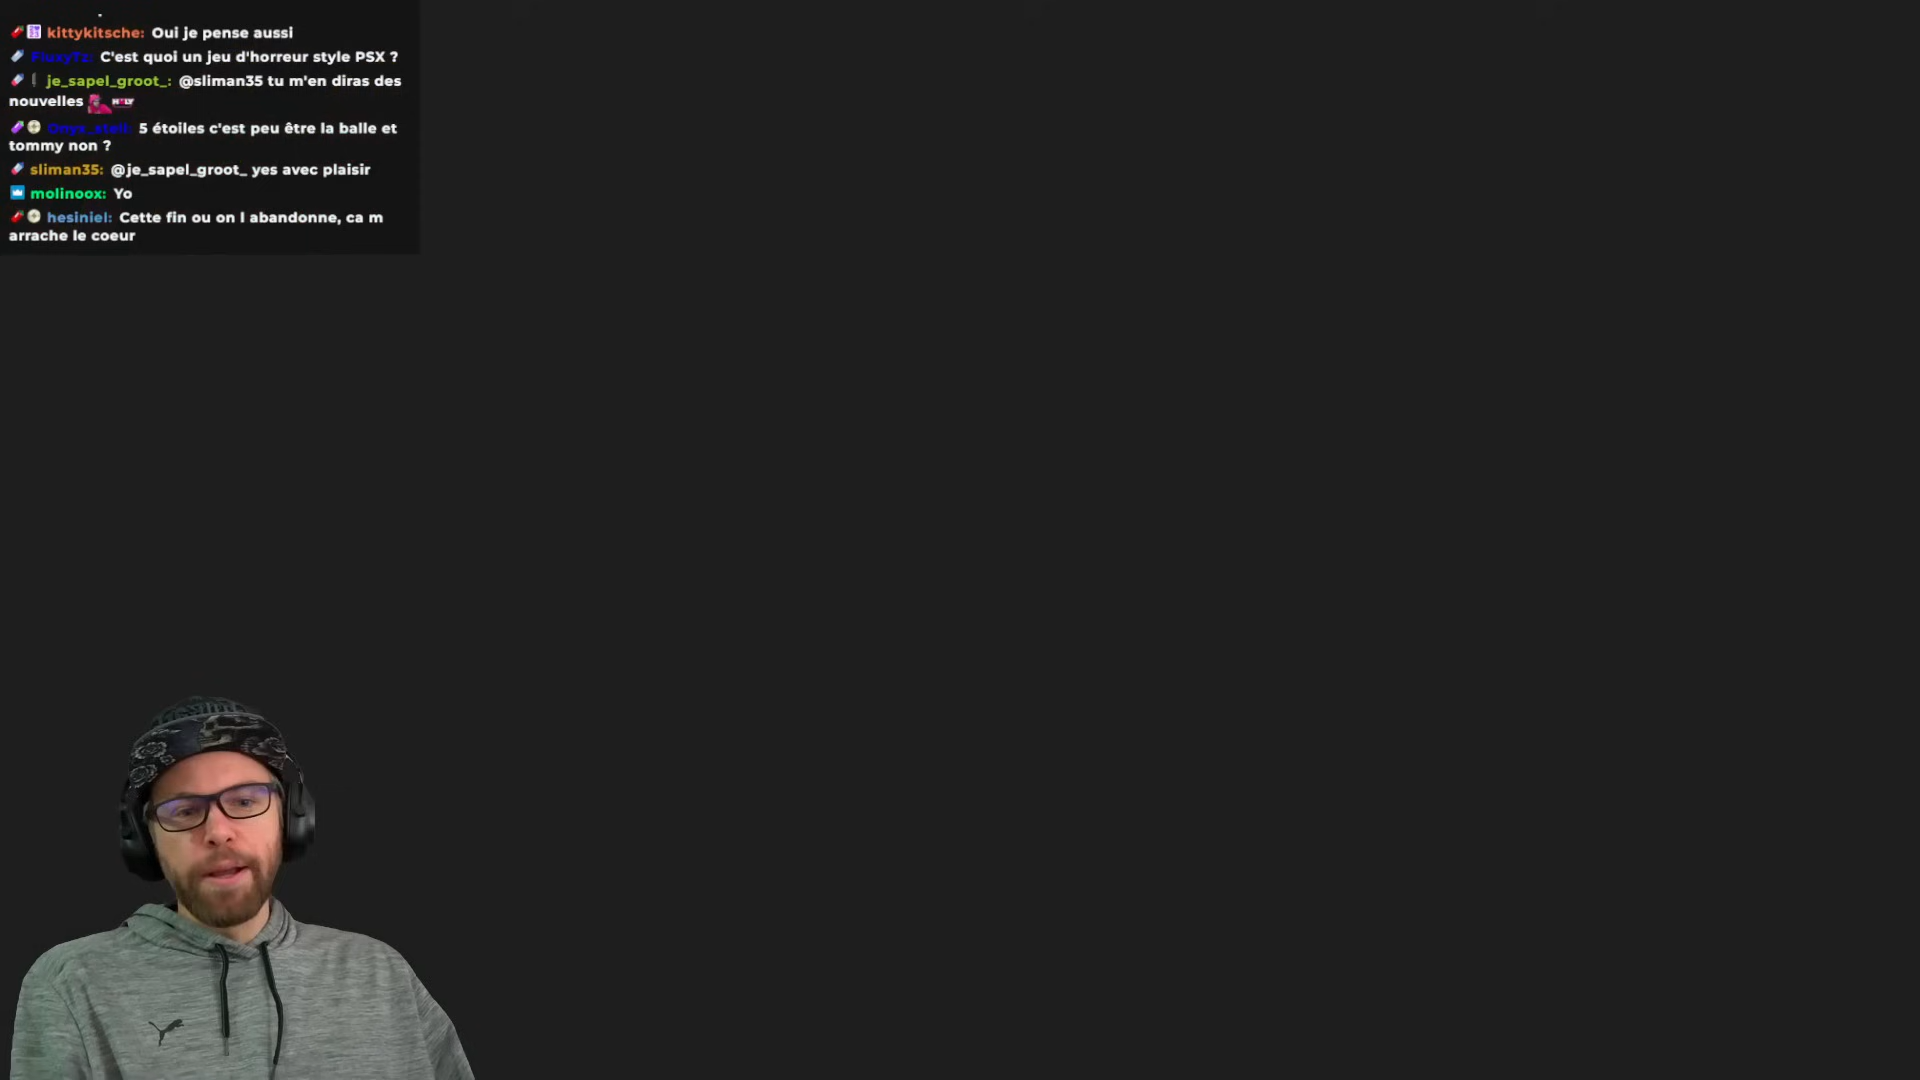 kittykitsche: Oui je pense aussi
FluxyTz: C'est quoi un jeu d'horreur style PSX ?
je_sapel_groot_: @sliman35 tu m'en diras des
nouvelles
5 étoiles c'est peu être la balle et
tommy non ?
sliman35: @je_sapel_groot_ yes avec plaisir
molinoox: Yo
hesiniel: Cette fin ou on l abandonne, ca m
arrache le coeur